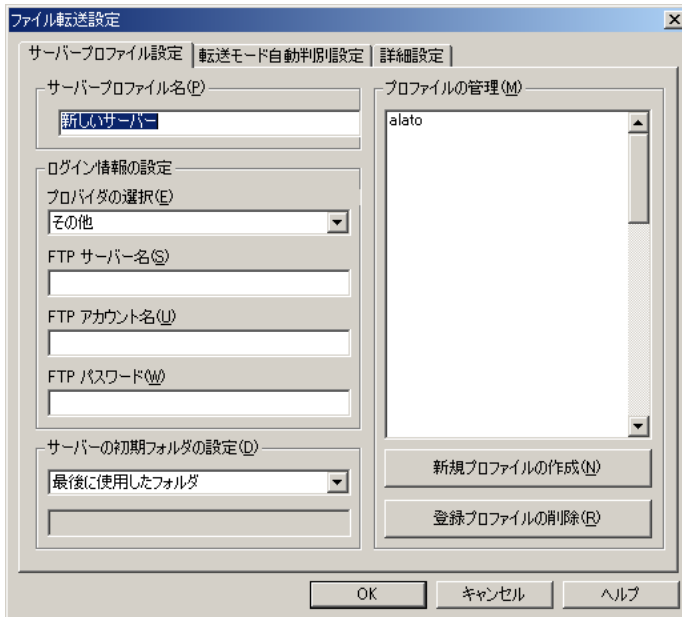 ファイル転送設定
サーバープロファイル設定 転送モード自動判別設定 詳細設定
サーバープロファイル名(P)
新しいサーバー
ログイン情報の設定
プロバイダの選択(E)
その他
FTP サーバー名(S)
FTP アカウント名(U)
FTP パスワード(W)
サーバーの初期フォルダの設定(D)
最後に使用したフォルダ
プロファイルの管理(M)
alato
新規プロファイルの作成(N)
登録プロファイルの削除(R)
OK キャンセル ヘルプ